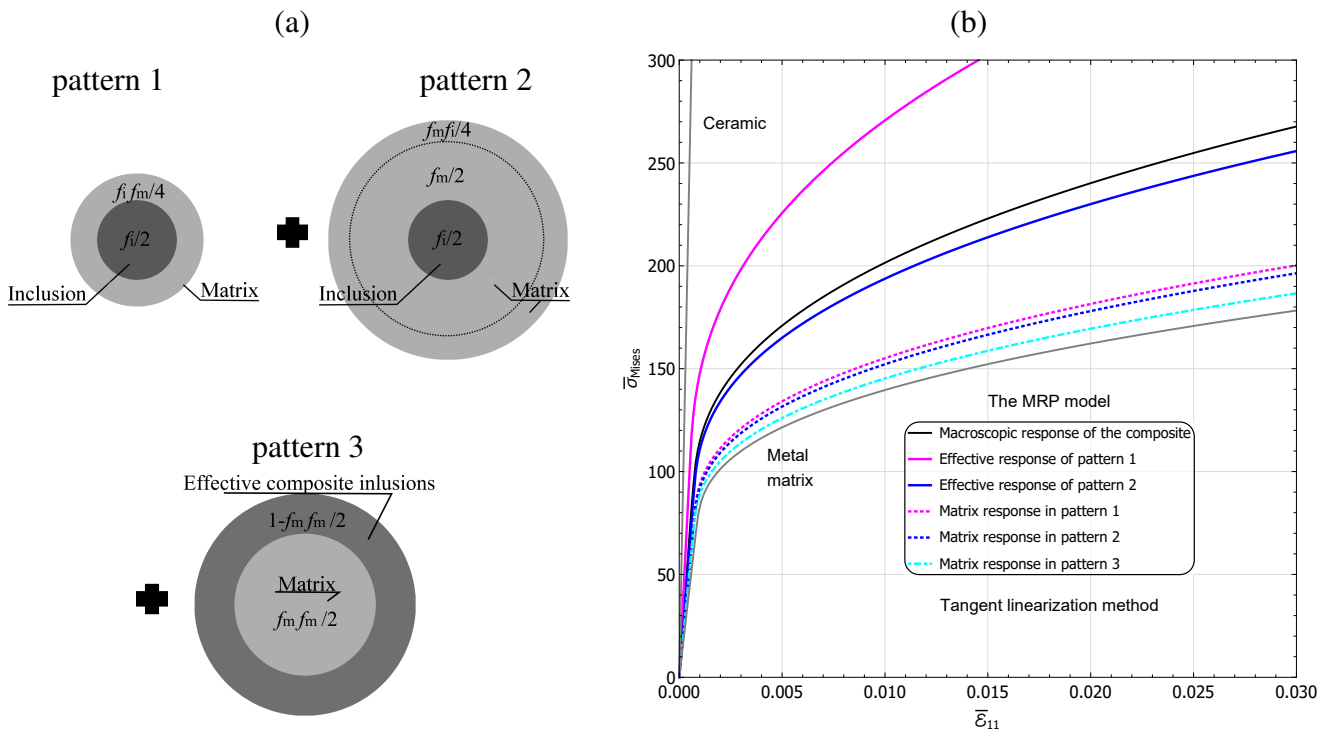 (a)
pattern 1
pattern 2
fi fm/4
fi/2
Inclusion
Matrix
fmfi/4
fm/2
fi/2
Inclusion
Matrix
pattern 3
Effective composite inlusions
1-fm fm /2
Matrix
fm fm /2
(b)
300
250
200
150
100
50
0
σ̅Mises
Ceramic
Metal
matrix
The MRP model
Macroscopic response of the composite
Effective response of pattern 1
Effective response of pattern 2
Matrix response in pattern 1
Matrix response in pattern 2
Matrix response in pattern 3
Tangent linearization method
0.000 0.005 0.010 0.015 0.020 0.025 0.030
ε̅11